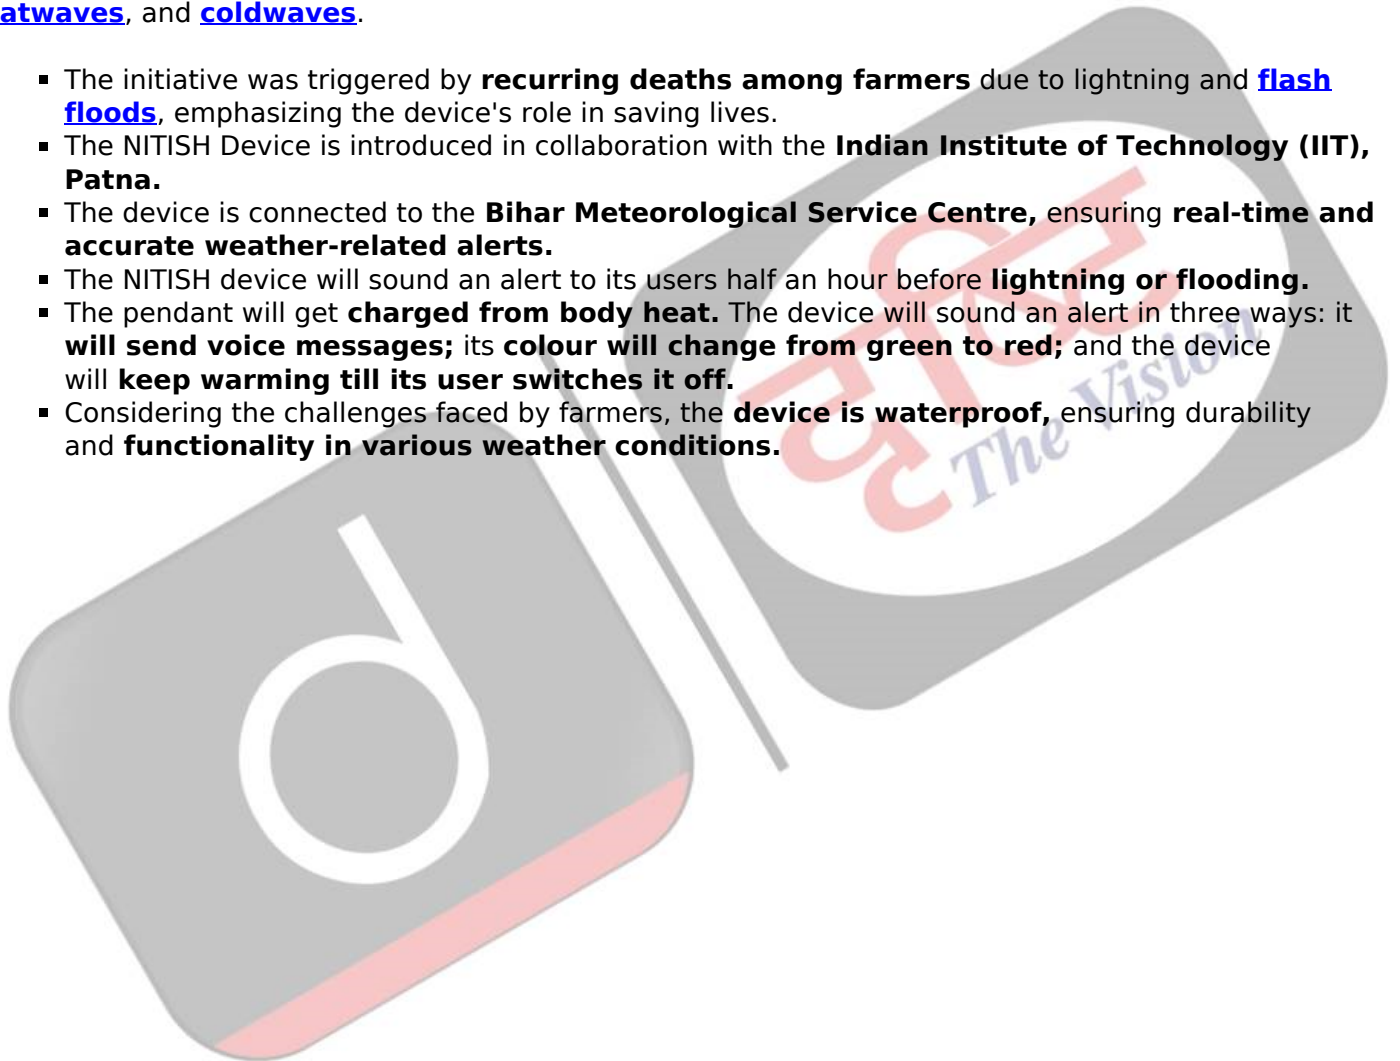 atwaves, and coldwaves.
▪ The initiative was triggered by recurring deaths among farmers due to lightning and flash
floods, emphasizing the device's role in saving lives.
▪ The NITISH Device is introduced in collaboration with the Indian Institute of Technology (IIT),
Patna.
▪ The device is connected to the Bihar Meteorological Service Centre, ensuring real-time and
accurate weather-related alerts.
▪ The NITISH device will sound an alert to its users half an hour before lightning or flooding.
▪ The pendant will get charged from body heat. The device will sound an alert in three ways: it
will send voice messages; its colour will change from green to red; and the device
will keep warming till its user switches it off.
▪ Considering the challenges faced by farmers, the device is waterproof, ensuring durability
and functionality in various weather conditions.
दृष्टि
The Vision
d